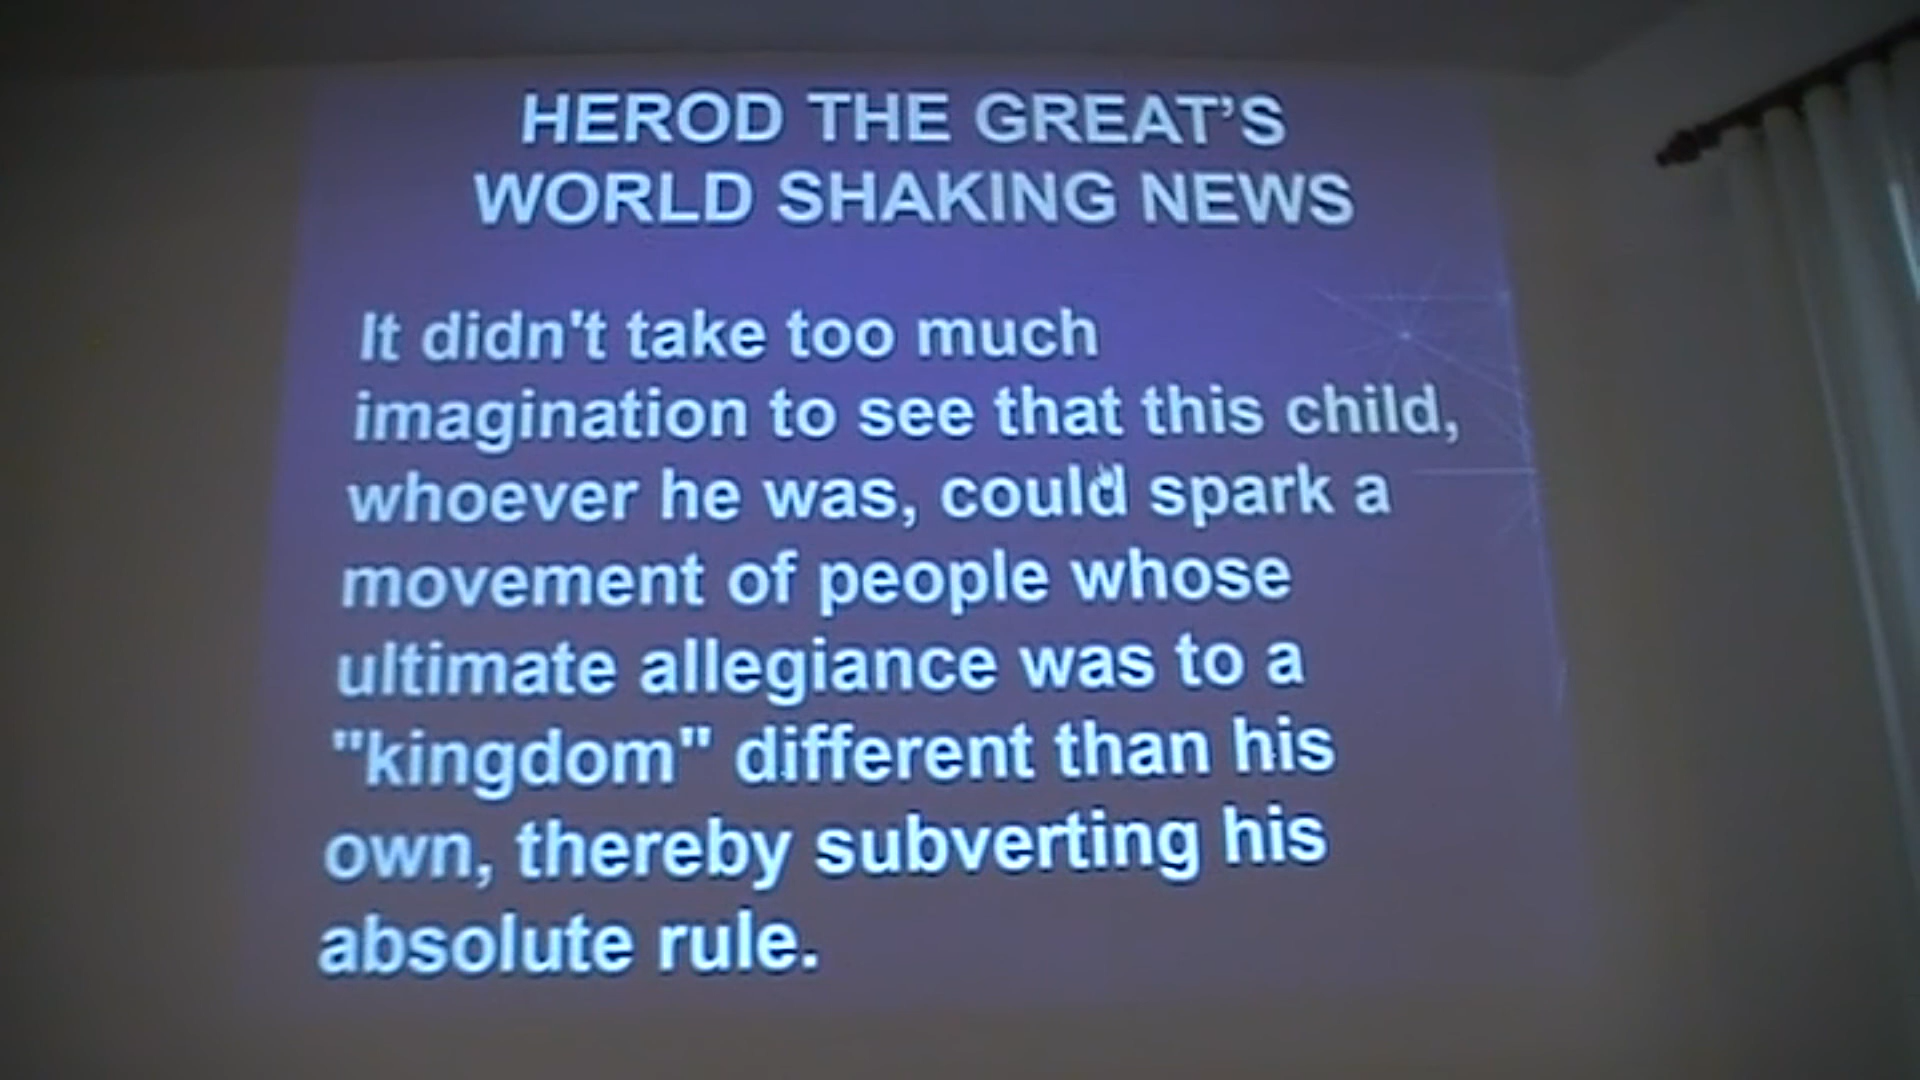 HEROD THE GREAT’S
WORLD SHAKING NEWS
It didn't take too much
imagination to see that this child,
whoever he was, could spark a
movement of people whose
ultimate allegiance was to a
"kingdom" different than his
own, thereby subverting his
absolute rule.